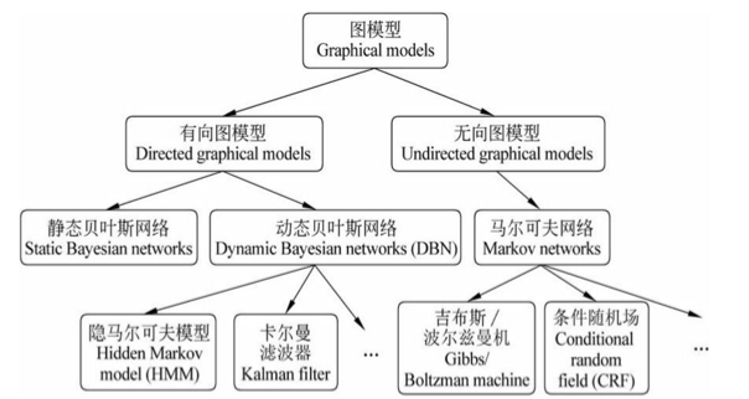 图模型
Graphical models
有向图模型
Directed graphical models
无向图模型
Undirected graphical models
静态贝叶斯网络
Static Bayesian networks
动态贝叶斯网络
Dynamic Bayesian networks (DBN)
马尔可夫网络
Markov networks
隐马尔可夫模型
Hidden Markov
model (HMM)
卡尔曼
滤波器
Kalman filter
...
吉布斯/
波尔兹曼机
Gibbs/
Boltzman machine
条件随机场
Conditional
random
field (CRF)
...